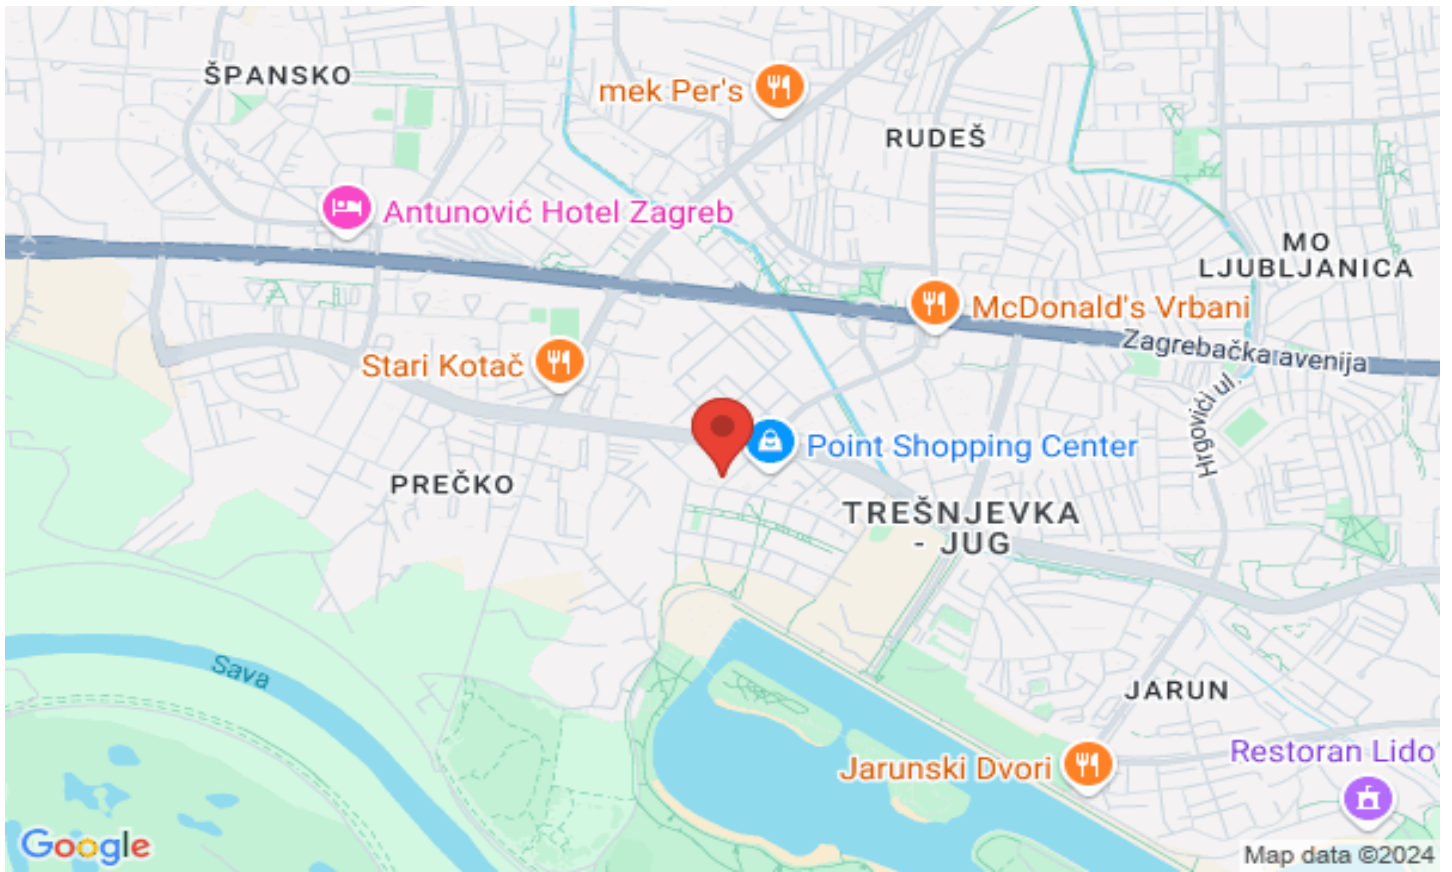 ŠPANSKO
mek Per's
RUDEŠ
Antunović Hotel Zagreb
MO
LJUBLJANICA
McDonald's Vrbani
Zagrebačka avenija
Stari Kotač
Hrgovići ul.
Point Shopping Center
PREČKO
TREŠNJEVKA
- JUG
Sava
JARUN
Restoran Lido
Jarunski Dvori
Google
Map data ©2024